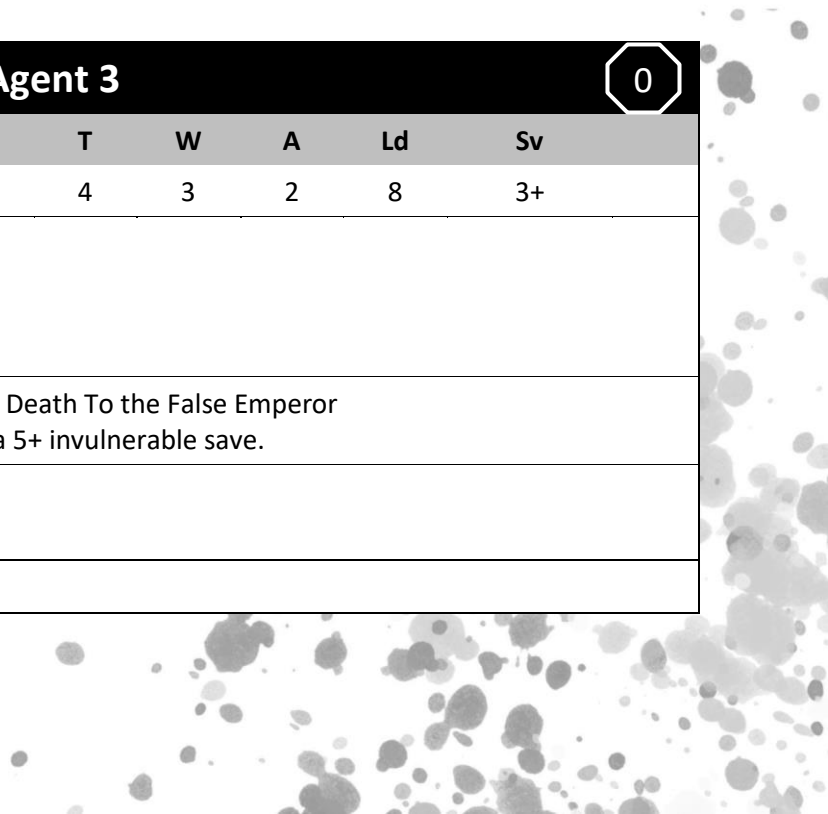 Agent 3 0
T W A Ld Sv
4 3 2 8 3+
Death To the False Emperor
a 5+ invulnerable save.